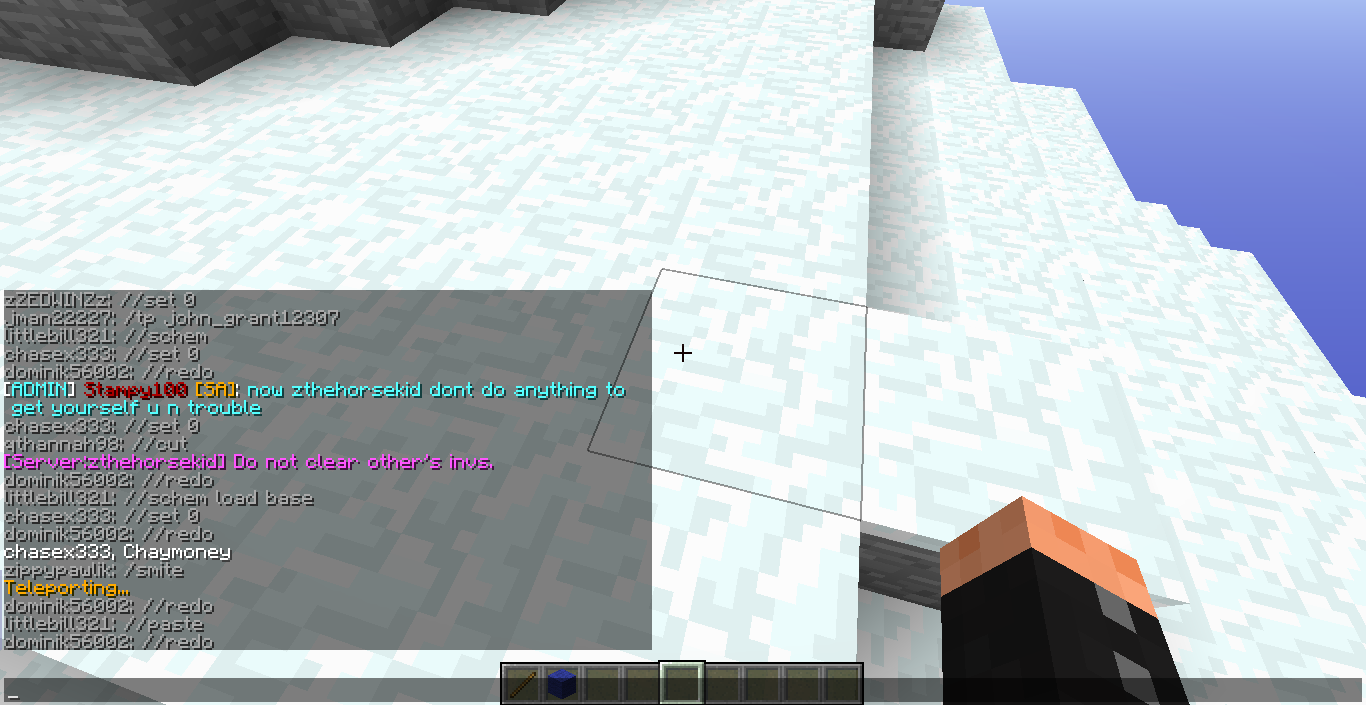 zZEDWINZz: //set 0
jman22227: /tp john_grant12307
littlebill321: //schem
chasex333: //set 0
dominik56002: //redo
[ADMIN] Stampy100 [SA]: now zthehorsekid dont do anything to
get yourself u n trouble
chasex333: //set 0
nthannah98: //cut
[Server:zthehorsekid] Do not clear other's invs.
dominik56002: //redo
littlebill321: //schem load base
chasex333: //set 0
dominik56002: //redo
chasex333, Chaymoney
zippypaulik: /smite
Teleporting...
dominik56002: //redo
littlebill321: //paste
dominik56002: //redo
_